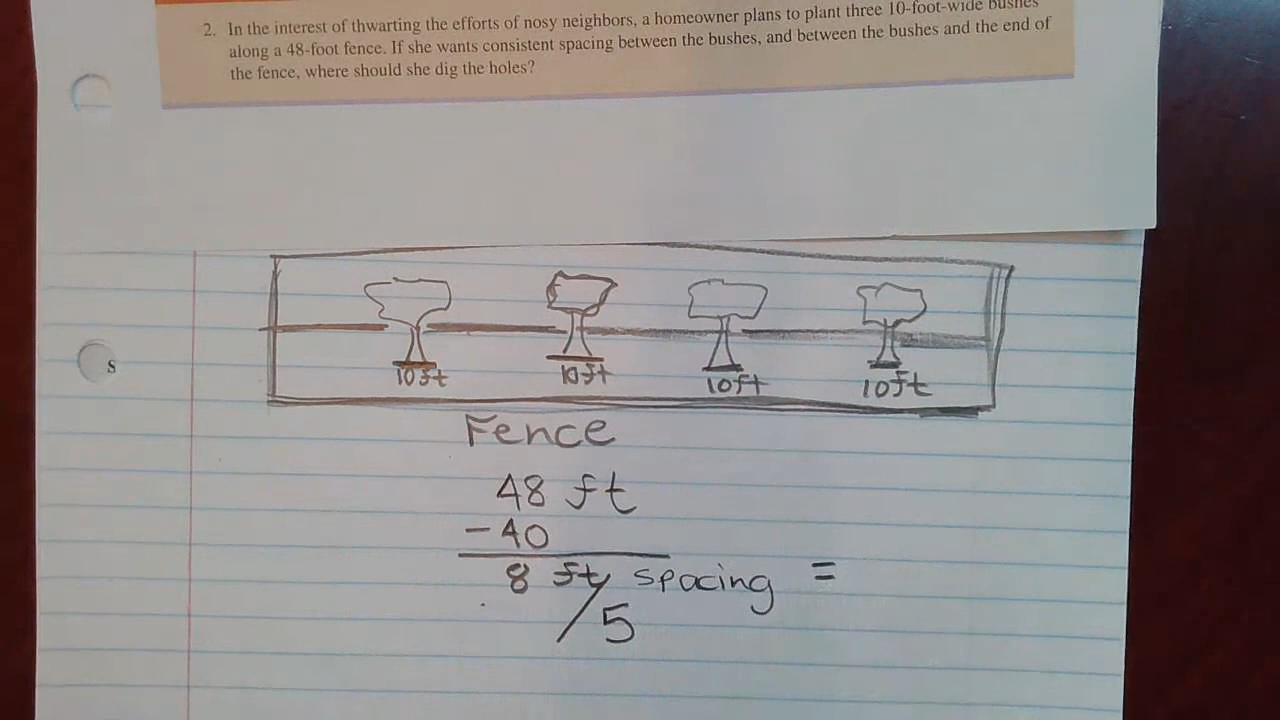 2. In the interest of thwarting the efforts of nosy neighbors, a homeowner plans to plant three 10-foot-wide bushes
along a 48-foot fence. If she wants consistent spacing between the bushes, and between the bushes and the end of
the fence, where should she dig the holes?
s
10ft 10ft 10ft 10ft
Fence
48 ft
-40
8 ft spacing =
/5